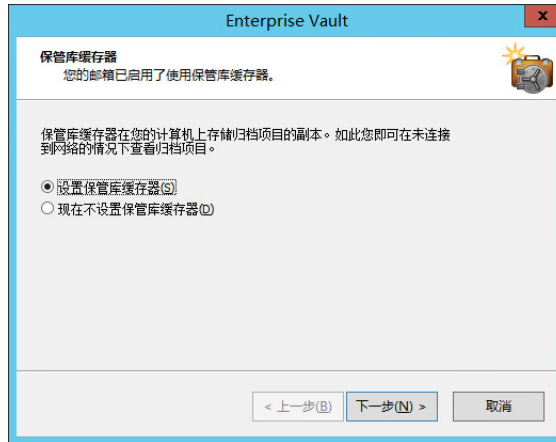 Enterprise Vault
x
保管库缓存器
您的邮箱已启用了使用保管库缓存器。
保管库缓存器在您的计算机上存储归档项目的副本。如此您即可在未连接
到网络的情况下查看归档项目。
设置保管库缓存器(S)
现在不设置保管库缓存器(D)
< 上一步(B) 下一步(N) > 取消